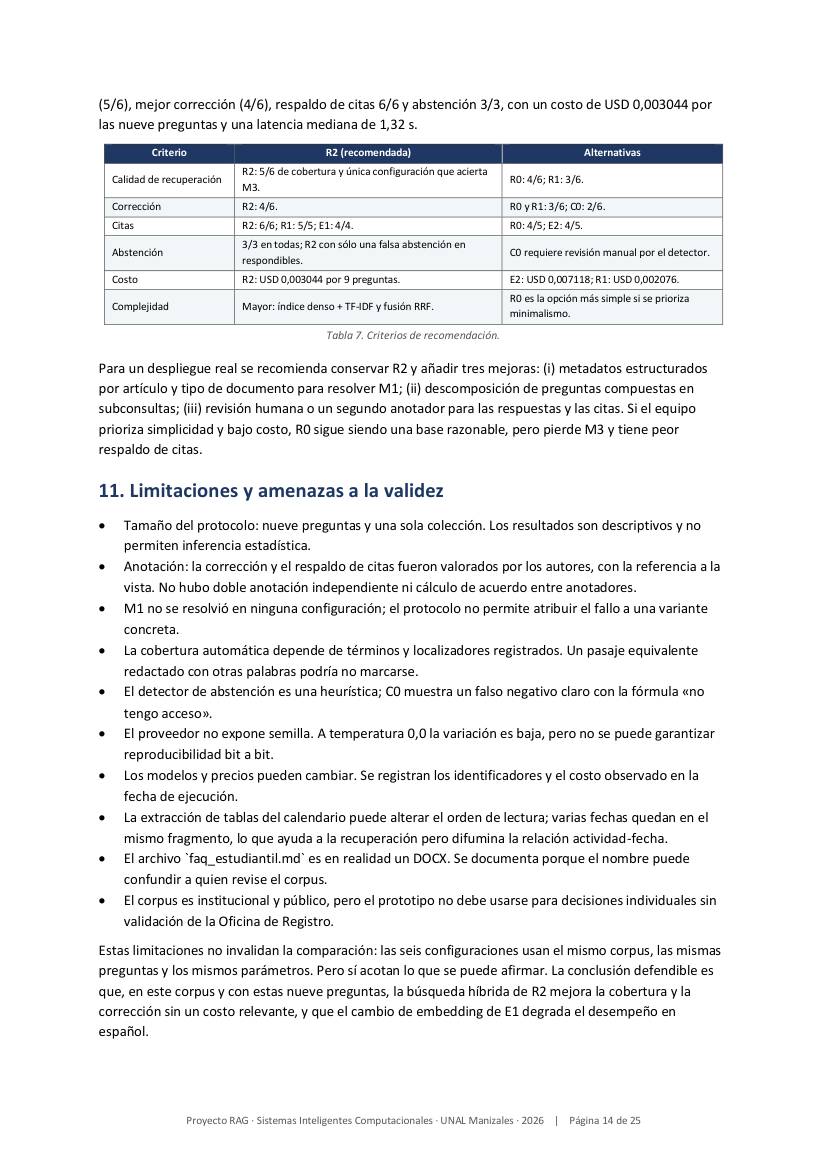 (5/6), mejor corrección (4/6), respaldo de citas 6/6 y abstención 3/3, con un costo de USD 0,003044 por
las nueve preguntas y una latencia mediana de 1,32 s.
Criterio R2 (recomendada) Alternativas
Calidad de recuperación R2: 5/6 de cobertura y única configuración que acierta M3. R0: 4/6; R1: 3/6.
Corrección R2: 4/6. R0 y R1: 3/6; C0: 2/6.
Citas R2: 6/6; R1: 5/5; E1: 4/4. R0: 4/5; E2: 4/5.
Abstención 3/3 en todas; R2 con sólo una falsa abstención en respondibles. C0 requiere revisión manual por el detector.
Costo R2: USD 0,003044 por 9 preguntas. E2: USD 0,007118; R1: USD 0,002076.
Complejidad Mayor: índice denso + TF-IDF y fusión RRF. R0 es la opción más simple si se prioriza minimalismo.
Tabla 7. Criterios de recomendación.
Para un despliegue real se recomienda conservar R2 y añadir tres mejoras: (i) metadatos estructurados
por artículo y tipo de documento para resolver M1; (ii) descomposición de preguntas compuestas en
subconsultas; (iii) revisión humana o un segundo anotador para las respuestas y las citas. Si el equipo
prioriza simplicidad y bajo costo, R0 sigue siendo una base razonable, pero pierde M3 y tiene peor
respaldo de citas.
11. Limitaciones y amenazas a la validez
• Tamaño del protocolo: nueve preguntas y una sola colección. Los resultados son descriptivos y no
permiten inferencia estadística.
• Anotación: la corrección y el respaldo de citas fueron valorados por los autores, con la referencia a la
vista. No hubo doble anotación independiente ni cálculo de acuerdo entre anotadores.
• M1 no se resolvió en ninguna configuración; el protocolo no permite atribuir el fallo a una variante
concreta.
• La cobertura automática depende de términos y localizadores registrados. Un pasaje equivalente
redactado con otras palabras podría no marcarse.
• El detector de abstención es una heurística; C0 muestra un falso negativo claro con la fórmula «no
tengo acceso».
• El proveedor no expone semilla. A temperatura 0,0 la variación es baja, pero no se puede garantizar
reproducibilidad bit a bit.
• Los modelos y precios pueden cambiar. Se registran los identificadores y el costo observado en la
fecha de ejecución.
• La extracción de tablas del calendario puede alterar el orden de lectura; varias fechas quedan en el
mismo fragmento, lo que ayuda a la recuperación pero difumina la relación actividad-fecha.
• El archivo `faq_estudiantil.md` es en realidad un DOCX. Se documenta porque el nombre puede
confundir a quien revise el corpus.
• El corpus es institucional y público, pero el prototipo no debe usarse para decisiones individuales sin
validación de la Oficina de Registro.
Estas limitaciones no invalidan la comparación: las seis configuraciones usan el mismo corpus, las mismas
preguntas y los mismos parámetros. Pero sí acotan lo que se puede afirmar. La conclusión defendible es
que, en este corpus y con estas nueve preguntas, la búsqueda híbrida de R2 mejora la cobertura y la
corrección sin un costo relevante, y que el cambio de embedding de E1 degrada el desempeño en
español.
Proyecto RAG · Sistemas Inteligentes Computacionales · UNAL Manizales · 2026 | Página 14 de 25